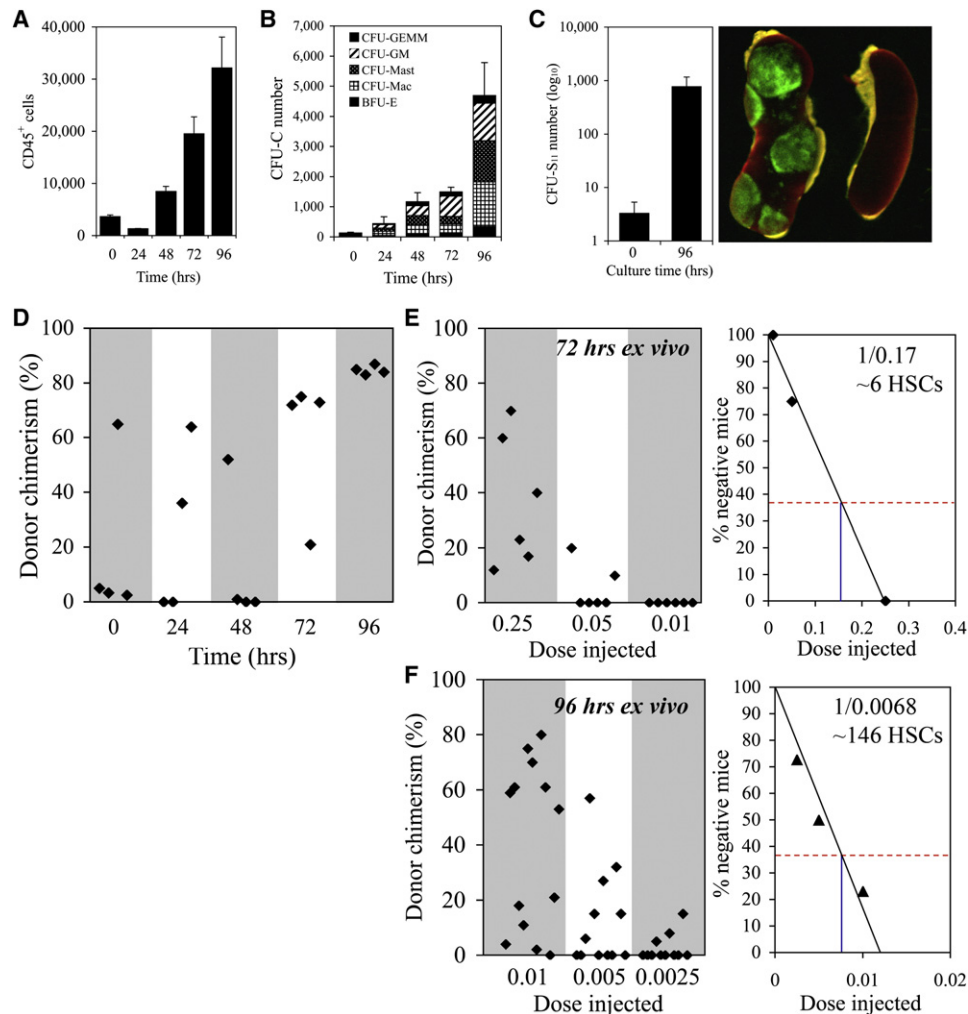 A
CD45+ cells
40,000
30,000
20,000
10,000
0
0 24 48 72 96
Time (hrs)
B
CFU-C number
7,000
6,000
5,000
4,000
3,000
2,000
1,000
0
CFU-GEMM
CFU-GM
CFU-Mast
CFU-Mac
BFU-E
0 24 48 72 96
Time (hrs)
C
CFU-S11 number (log10)
10,000
1,000
100
10
1
0 96
Culture time (hrs)
D
Donor chimerism (%)
100
80
60
40
20
0
0 24 48 72 96
Time (hrs)
E
72 hrs ex vivo
Donor chimerism (%)
100
80
60
40
20
0
0.25 0.05 0.01
Dose injected
1/0.17
~6 HSCs
% negative mice
100
90
80
70
60
50
40
30
20
10
0
0 0.1 0.2 0.3 0.4
Dose injected
F
96 hrs ex vivo
Donor chimerism (%)
100
80
60
40
20
0
0.01 0.005 0.0025
Dose injected
1/0.0068
~146 HSCs
% negative mice
100
90
80
70
60
50
40
30
20
10
0
0 0.01 0.02
Dose injected